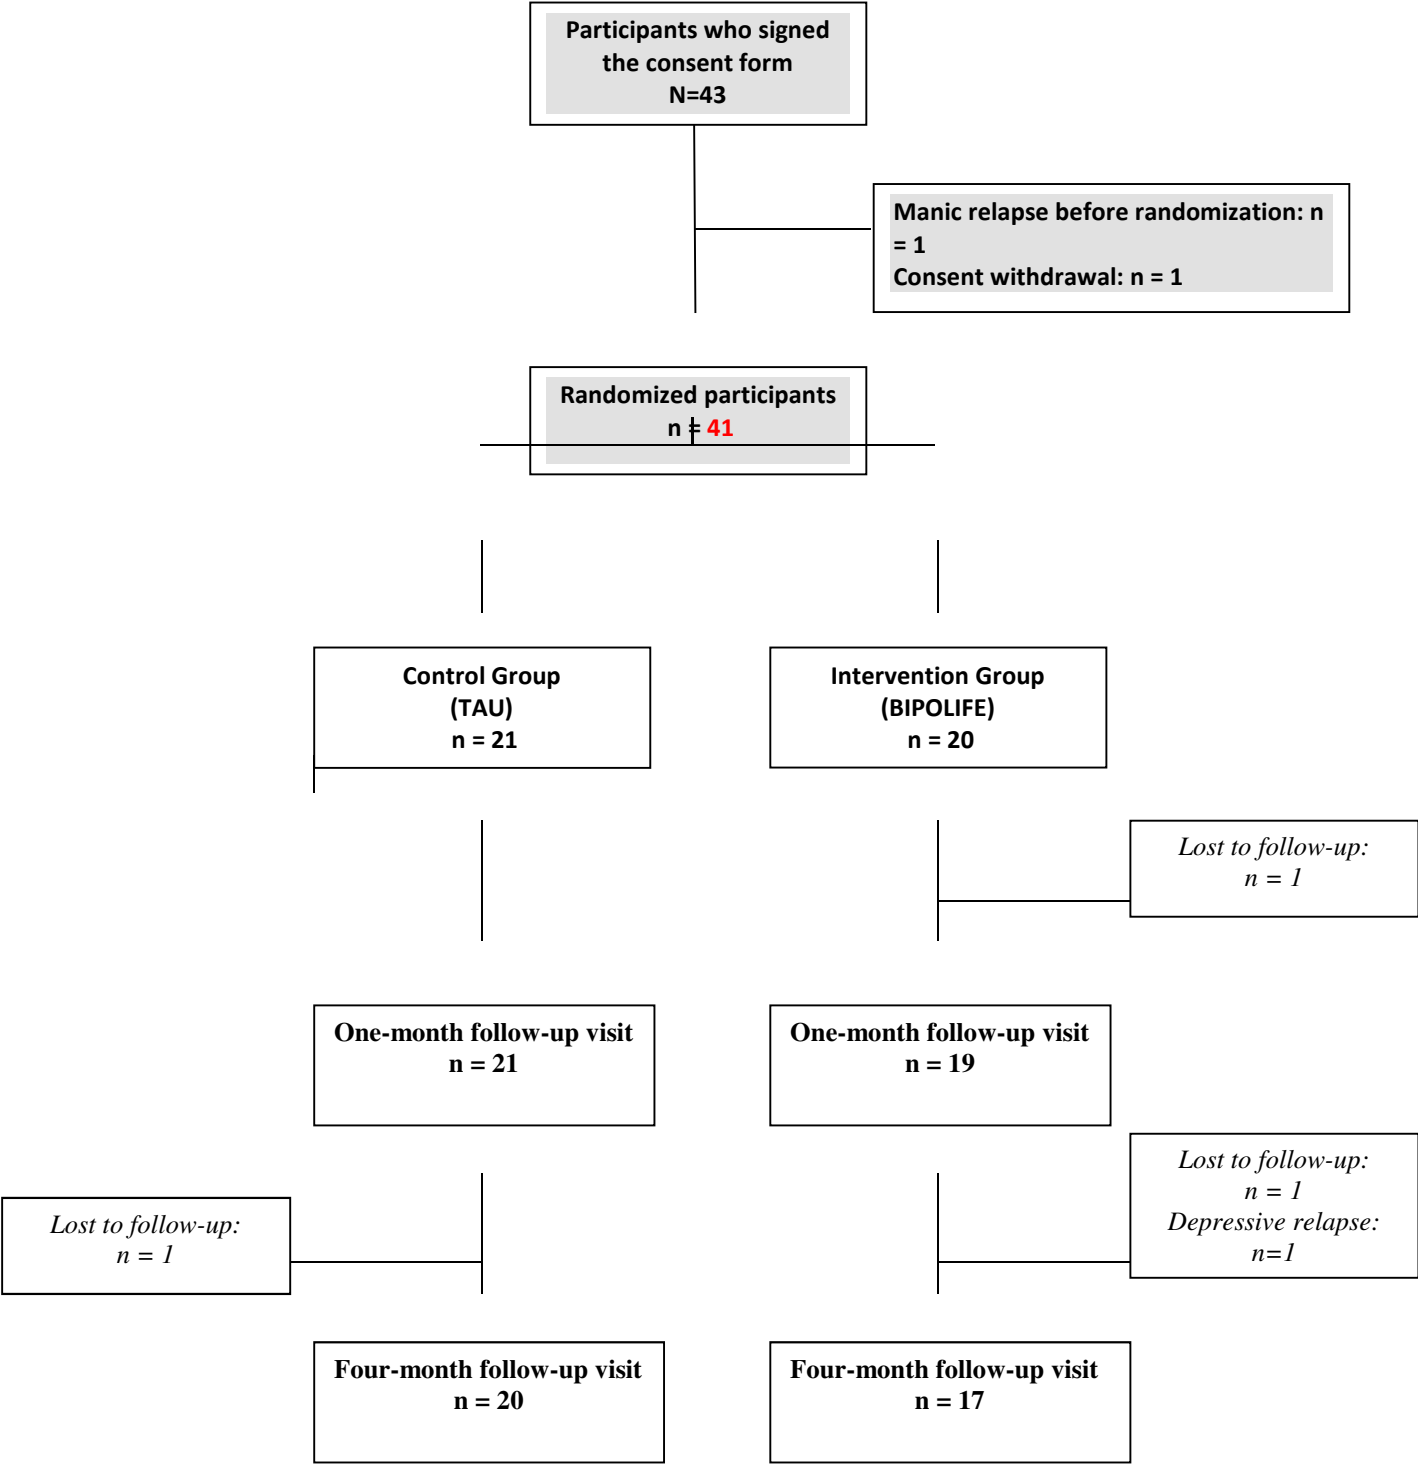 Participants who signed
the consent form
N=43
Manic relapse before randomization: n
= 1
Consent withdrawal: n = 1
Randomized participants
n = 41
Control Group
(TAU)
n = 21
Intervention Group
(BIPOLIFE)
n = 20
Lost to follow-up:
n = 1
One-month follow-up visit
n = 21
One-month follow-up visit
n = 19
Lost to follow-up:
n = 1
Lost to follow-up:
n = 1
Depressive relapse:
n=1
Four-month follow-up visit
n = 20
Four-month follow-up visit
n = 17